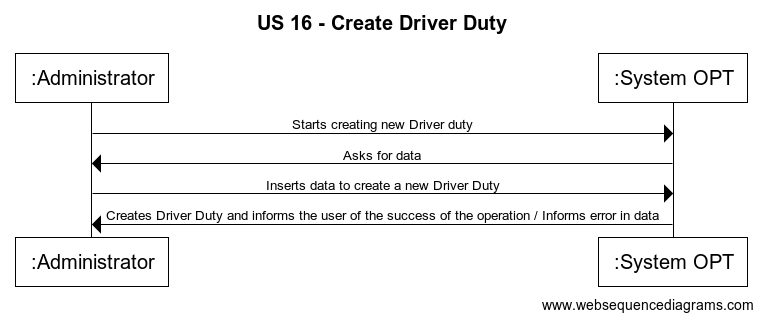 US 16 - Create Driver Duty
:Administrator
:System OPT
Starts creating new Driver duty
Asks for data
Inserts data to create a new Driver Duty
Creates Driver Duty and informs the user of the success of the operation / Informs error in data
:Administrator
:System OPT
www.websequencediagrams.com